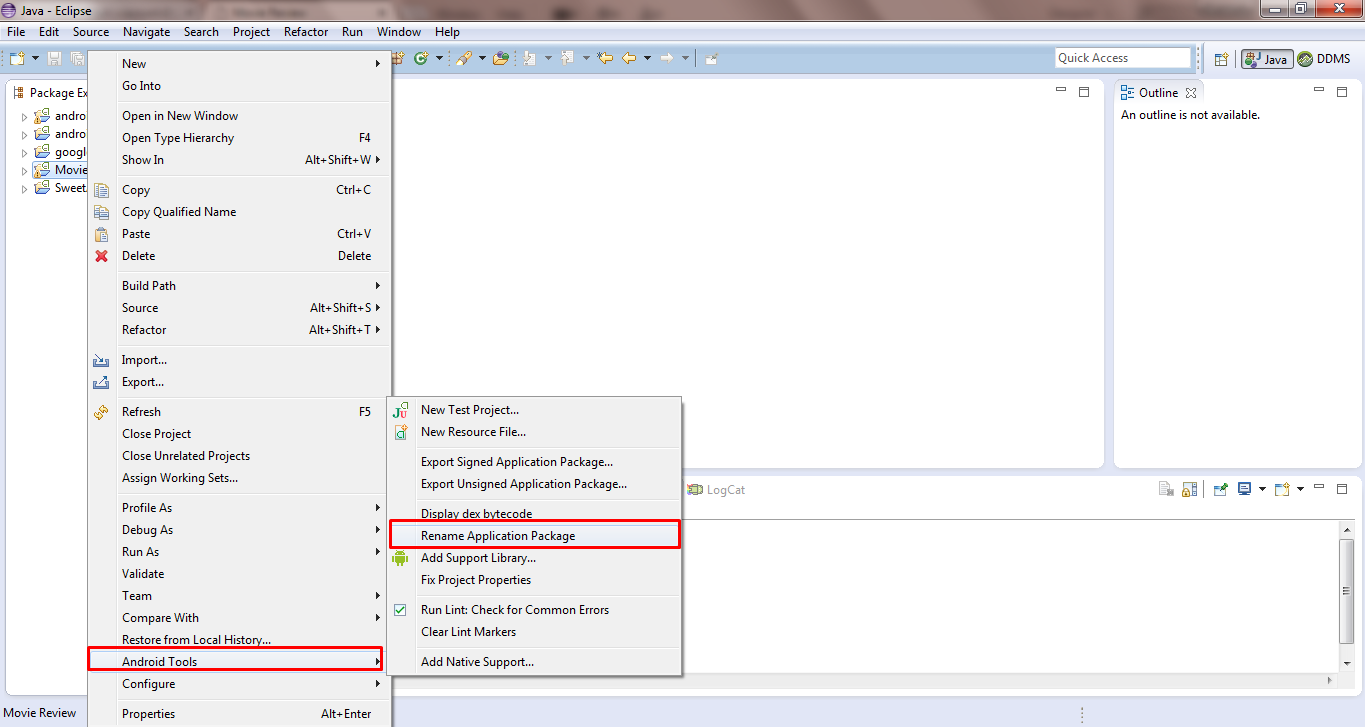 Java - Eclipse
File Edit Source Navigate Search Project Refactor Run Window Help
Quick Access
Java
DDMS
Package Ex
andro
andro
googl
Movie
Sweet
New
Go Into
Open in New Window
Open Type Hierarchy F4
Show In Alt+Shift+W
Copy Ctrl+C
Copy Qualified Name
Paste Ctrl+V
Delete Delete
Build Path
Source Alt+Shift+S
Refactor Alt+Shift+T
Import...
Export...
Refresh F5
Close Project
Close Unrelated Projects
Assign Working Sets...
Profile As
Debug As
Run As
Validate
Team
Compare With
Restore from Local History...
Android Tools
Configure
Properties Alt+Enter
New Test Project...
New Resource File...
Export Signed Application Package...
Export Unsigned Application Package...
Display dex bytecode
Rename Application Package
Add Support Library...
Fix Project Properties
Run Lint: Check for Common Errors
Clear Lint Markers
Add Native Support...
Outline
An outline is not available.
LogCat
Movie Review